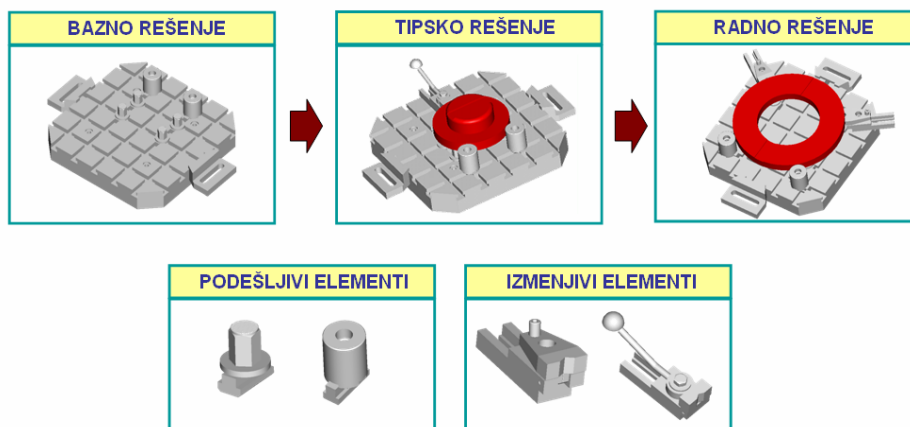 BAZNO REŠENJE
TIPSKO REŠENJE
RADNO REŠENJE
PODEŠLJIVI ELEMENTI
IZMENJIVI ELEMENTI